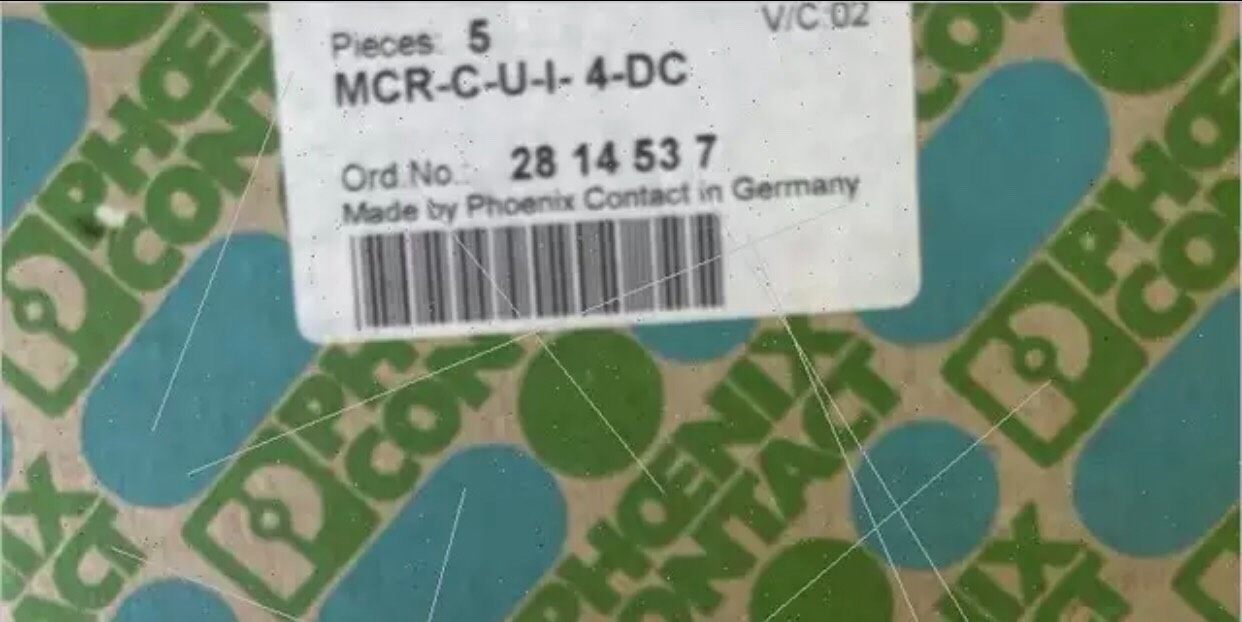 V/C 02
Pieces: 5
MCR-C-U-I- 4-DC
Ord.No.: 28 14 53 7
Made by Phoenix Contact in Germany
PHOENIX
CONTACT